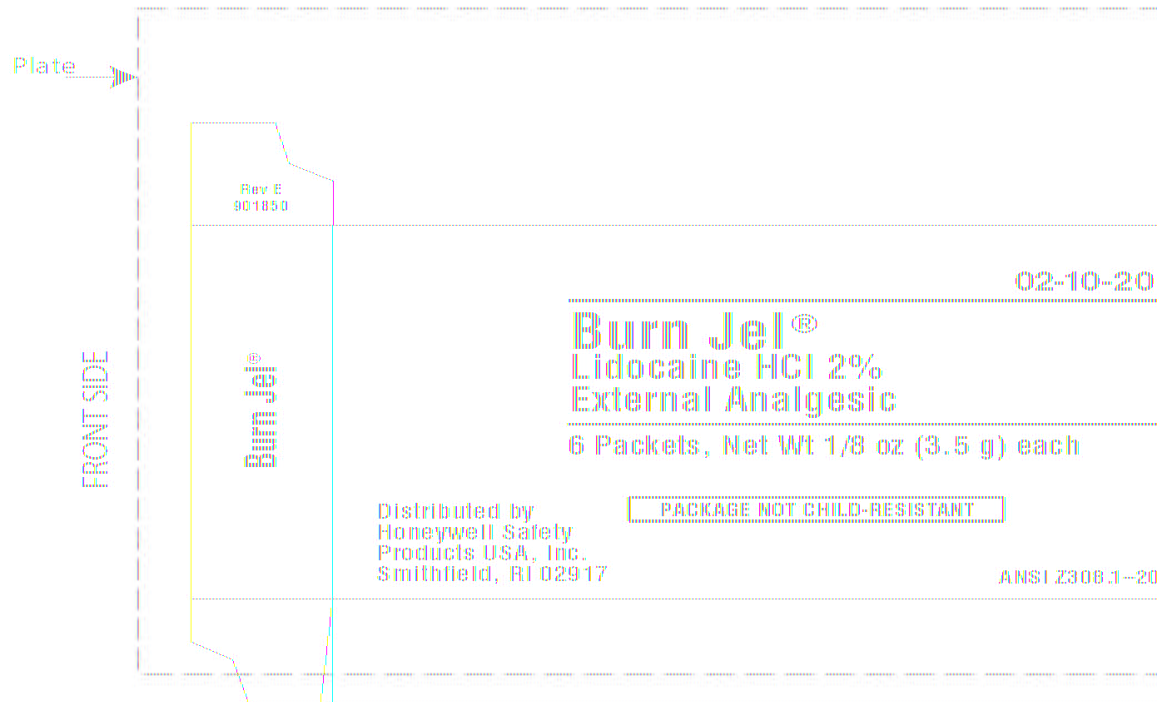 Plate
Rev B
901850
02-10-20
Burn Jel®
Lidocaine HCl 2%
External Analgesic
6 Packets, Net Wt 1/8 oz (3.5 g) each
FRONT SIDE
Burn Jel®
PACKAGE NOT CHILD-RESISTANT
Distributed by
Honeywell Safety
Products USA, Inc.
Smithfield, RI 02917
ANSI Z308.1-20